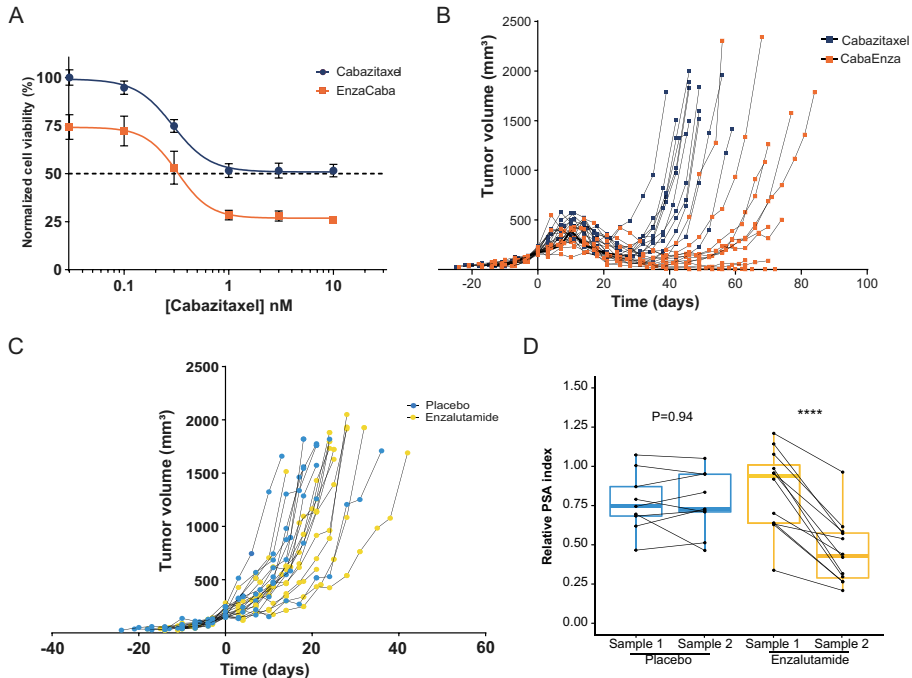 A
Normalized cell viability (%)
100
75
50
25
0
0.1
1
10
[Cabazitaxel] nM
Cabazitaxel
EnzaCaba
B
Tumor volume (mm³)
2500
2000
1500
1000
500
-20
0
20
40
60
80
100
Time (days)
Cabazitaxel
CabaEnza
C
Tumor volume (mm³)
2500
2000
1500
1000
500
-40
-20
0
20
40
60
Time (days)
Placebo
Enzalutamide
D
Relative PSA index
1.50
1.25
1.00
0.75
0.50
0.25
0.00
P=0.94
****
Sample 1 Sample 2 Sample 1 Sample 2
Placebo Enzalutamide